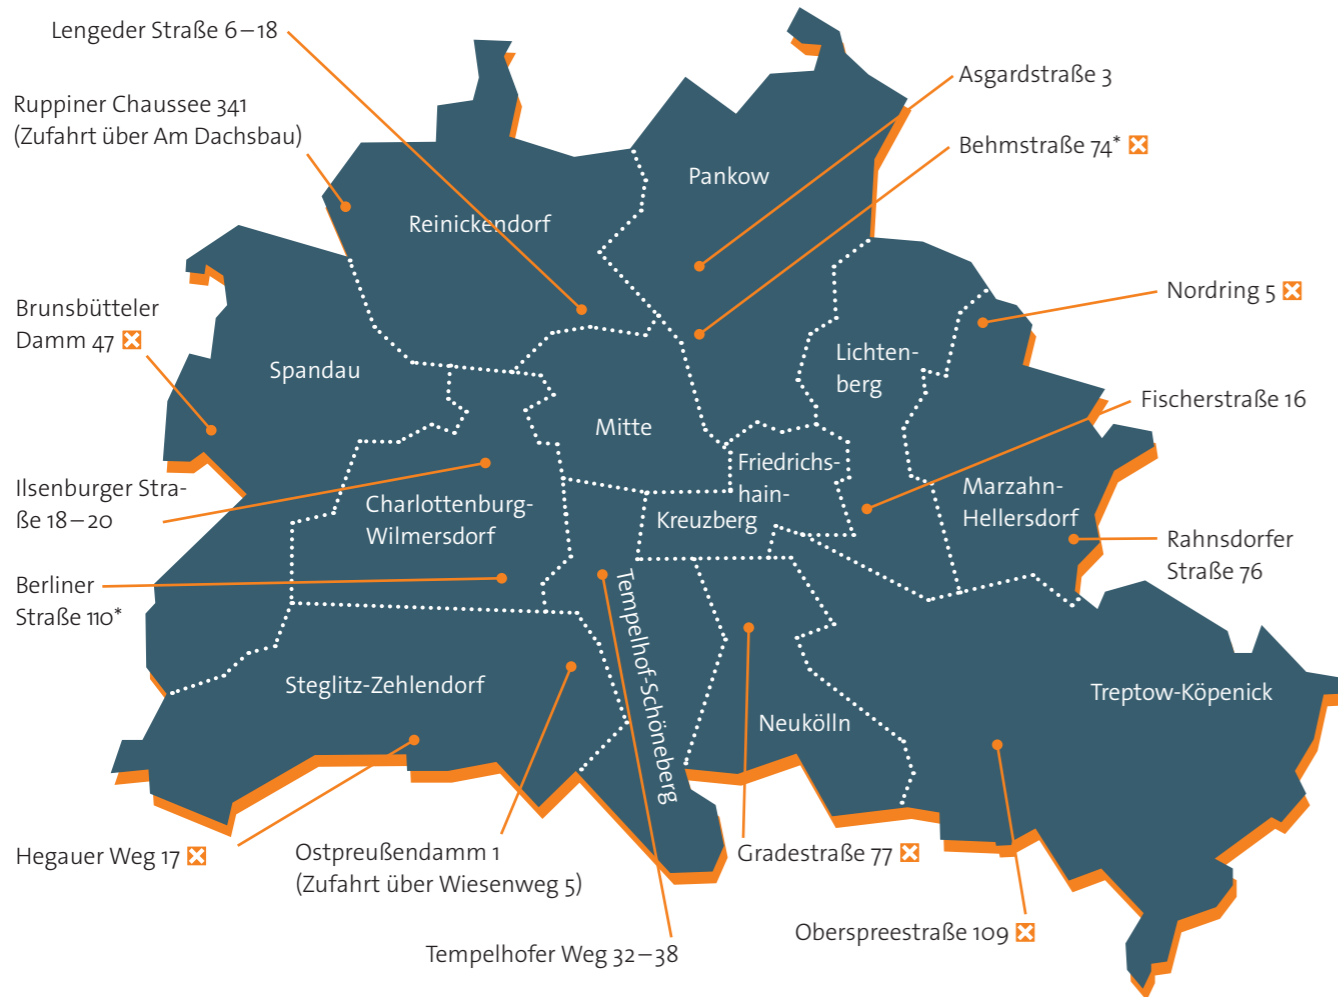 Lengeder Straße 6–18
Ruppiner Chaussee 341
(Zufahrt über Am Dachsbau)
Asgardstraße 3
Behmstraße 74*
Pankow
Reinickendorf
Nordring 5
Brunsbütteler
Damm 47
Spandau
Lichten-
berg
Fischerstraße 16
Mitte
Friedrichs-
hain-
Kreuzberg
Ilsenburger Stra-
ße 18–20
Charlottenburg-
Wilmersdorf
Marzahn-
Hellersdorf
Rahnsdorfer
Straße 76
Berliner
Straße 110*
Tempelhof-Schöneberg
Steglitz-Zehlendorf
Neukölln
Treptow-Köpenick
Hegauer Weg 17
Ostpreußendamm 1
(Zufahrt über Wiesenweg 5)
Gradestraße 77
Oberspreestraße 109
Tempelhofer Weg 32–38